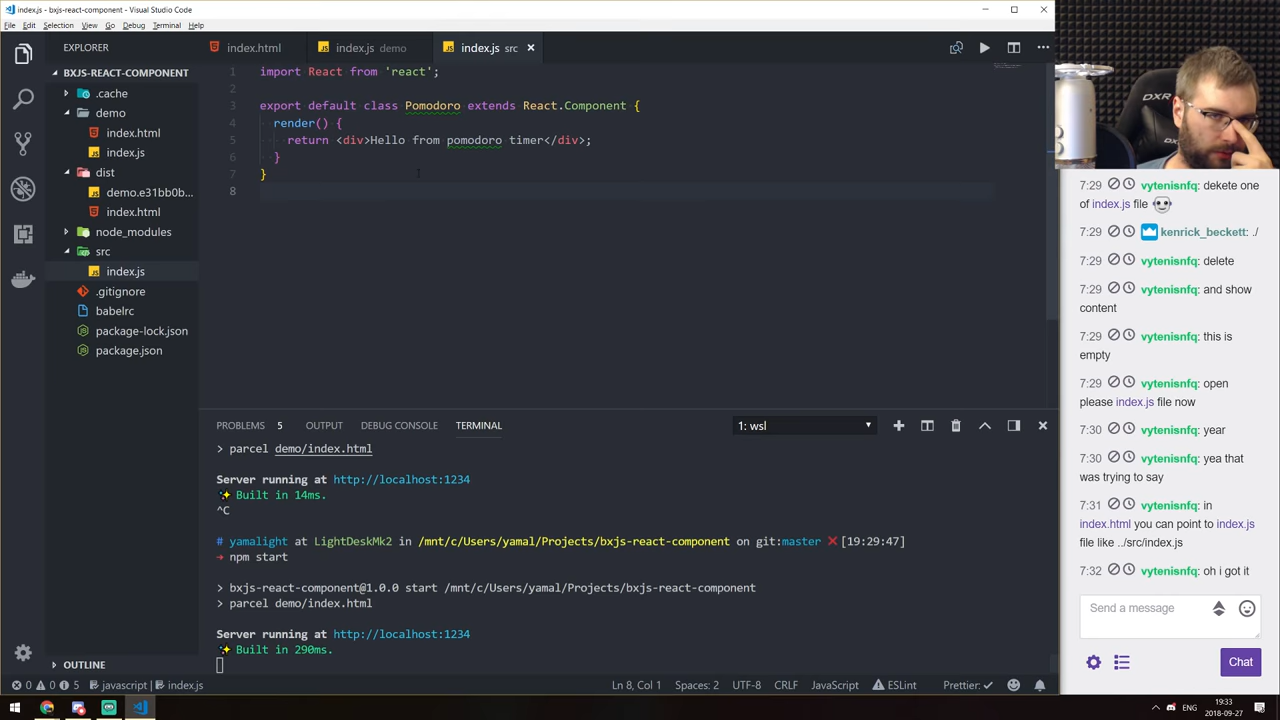 index.js - bxjs-react-component - Visual Studio Code
File Edit Selection View Go Debug Terminal Help
EXPLORER
BXJS-REACT-COMPONENT
.cache
demo
index.html
index.js
dist
demo.e31bb0b...
index.html
node_modules
src
index.js
.gitignore
babelrc
package-lock.json
package.json
OUTLINE
index.html
index.js demo
index.js src
1 import React from 'react';
2
3 export default class Pomodoro extends React.Component {
4 render() {
5 return <div>Hello from pomodoro timer</div>;
6 }
7 }
8
PROBLEMS 5 OUTPUT DEBUG CONSOLE TERMINAL 1: wsl
> parcel demo/index.html
Server running at http://localhost:1234
✨ Built in 14ms.
^C
# yamalight at LightDeskMk2 in /mnt/c/Users/yamal/Projects/bxjs-react-component on git:master ❌ [19:29:47]
➜ npm start
> bxjs-react-component@1.0.0 start /mnt/c/Users/yamal/Projects/bxjs-react-component
> parcel demo/index.html
Server running at http://localhost:1234
✨ Built in 290ms.
0 0 5 javascript | index.js Ln 8, Col 1 Spaces: 2 UTF-8 CRLF JavaScript ESLint Prettier: ✓
DXR
7:29 vytenisnfq: dekete one
of index.js file
7:29 kenrick_beckett: ./
7:29 vytenisnfq: delete
7:29 vytenisnfq: and show
content
7:29 vytenisnfq: this is
empty
7:29 vytenisnfq: open
please index.js file now
7:30 vytenisnfq: year
7:30 vytenisnfq: yea that
was trying to say
7:31 vytenisnfq: in
index.html you can point to index.js
file like ../src/index.js
7:32 vytenisnfq: oh i got it
Send a message
Chat
ENG
19:33
2018-09-27